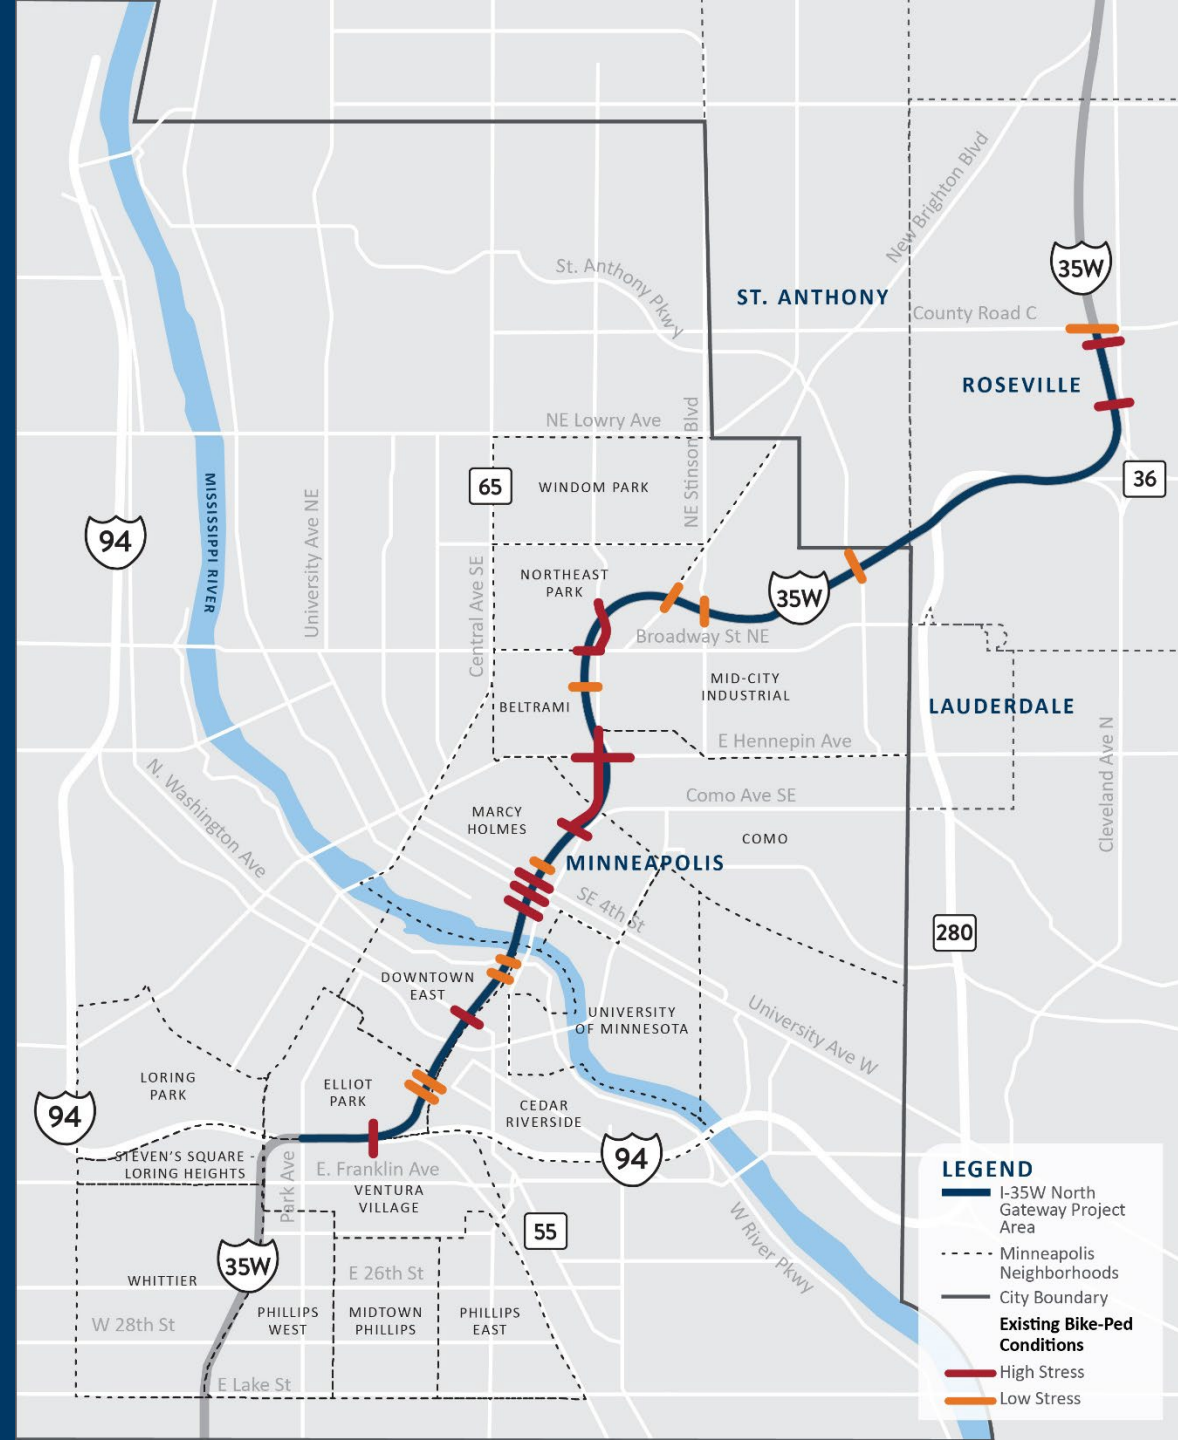 New Brighton Blvd
St. Anthony Pkwy
35W
ST. ANTHONY
County Road C
ROSEVILLE
NE Lowry Ave
NE Stinson Blvd
65
WINDOM PARK
36
MISSISSIPPI RIVER
University Ave NE
94
Central Ave SE
NORTHEAST
PARK
35W
Broadway St NE
MID-CITY
INDUSTRIAL
BELTRAMI
LAUDERDALE
E Hennepin Ave
Cleveland Ave N
N. Washington Ave
Como Ave SE
MARCY
HOLMES
COMO
MINNEAPOLIS
SE 4th St
280
DOWNTOWN
EAST
UNIVERSITY
OF MINNESOTA
University Ave W
LORING
PARK
ELLIOT
PARK
CEDAR
RIVERSIDE
94
94
STEVEN'S SQUARE -
LORING HEIGHTS
Park Ave
E. Franklin Ave
VENTURA
VILLAGE
55
W River Pkwy
35W
WHITTIER
E 26th St
W 28th St
PHILLIPS
WEST
MIDTOWN
PHILLIPS
PHILLIPS
EAST
E Lake St
LEGEND
I-35W North
Gateway Project
Area
Minneapolis
Neighborhoods
City Boundary
Existing Bike-Ped
Conditions
High Stress
Low Stress